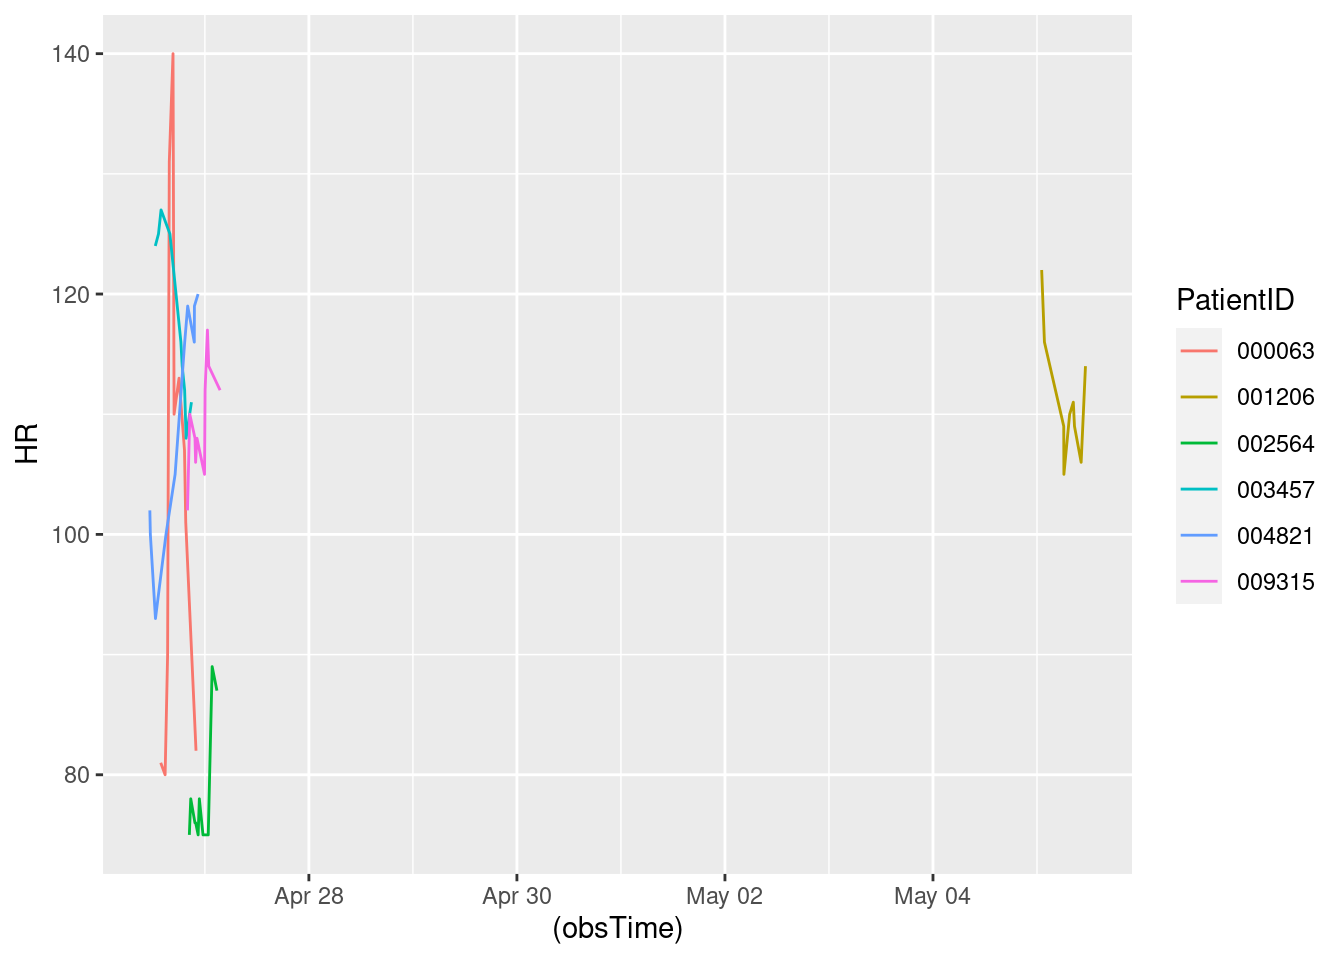 140
120
100
80
HR
Apr 28
Apr 30
May 02
May 04
(obsTime)
PatientID
000063
001206
002564
003457
004821
009315